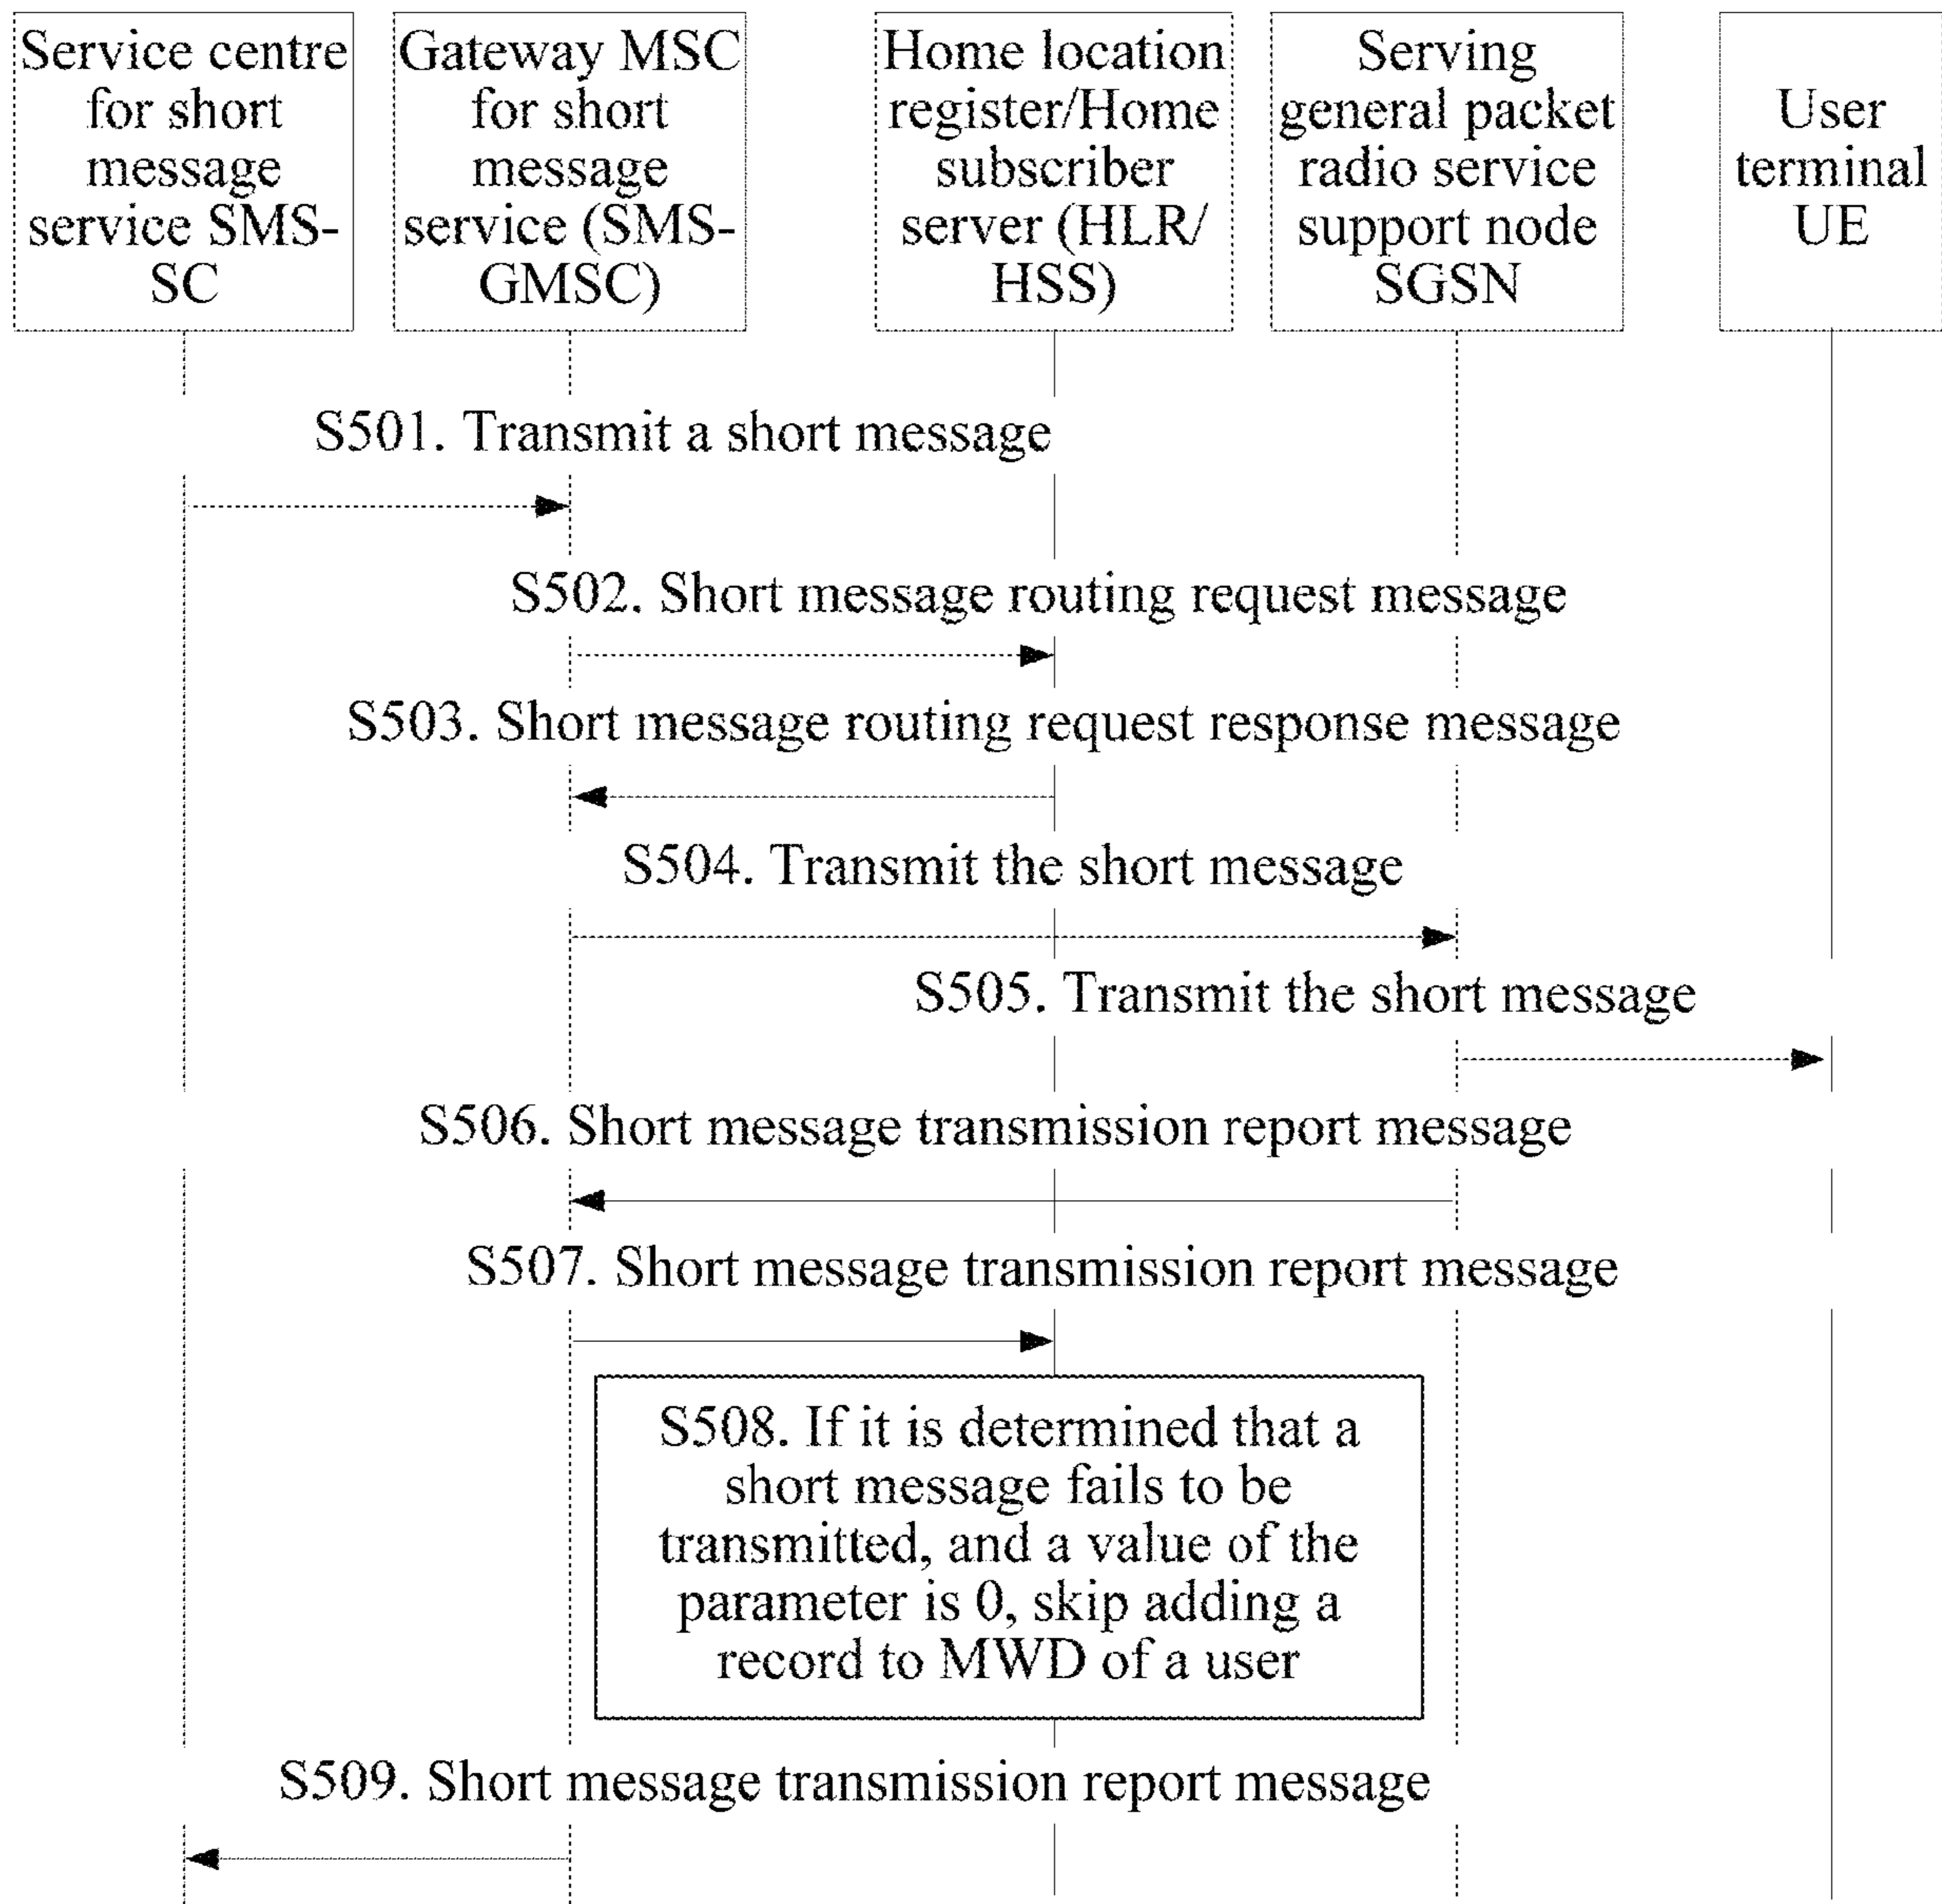 Service centre
for short
message
service SMS-
SC
Gateway MSC
for short
message
service (SMS-
GMSC)
Home location
register/Home
subscriber
server (HLR/
HSS)
Serving
general packet
radio service
support node
SGSN
User
terminal
UE
S501. Transmit a short message
S502. Short message routing request message
S503. Short message routing request response message
S504. Transmit the short message
S505. Transmit the short message
S506. Short message transmission report message
S507. Short message transmission report message
S508. If it is determined that a
short message fails to be
transmitted, and a value of the
parameter is 0, skip adding a
record to MWD of a user
S509. Short message transmission report message